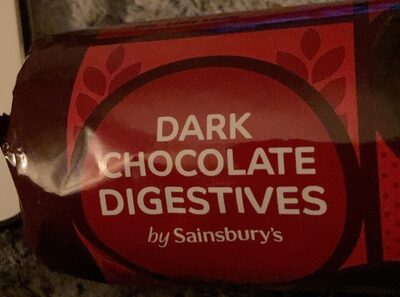 DARK
CHOCOLATE
DIGESTIVES
by Sainsbury's